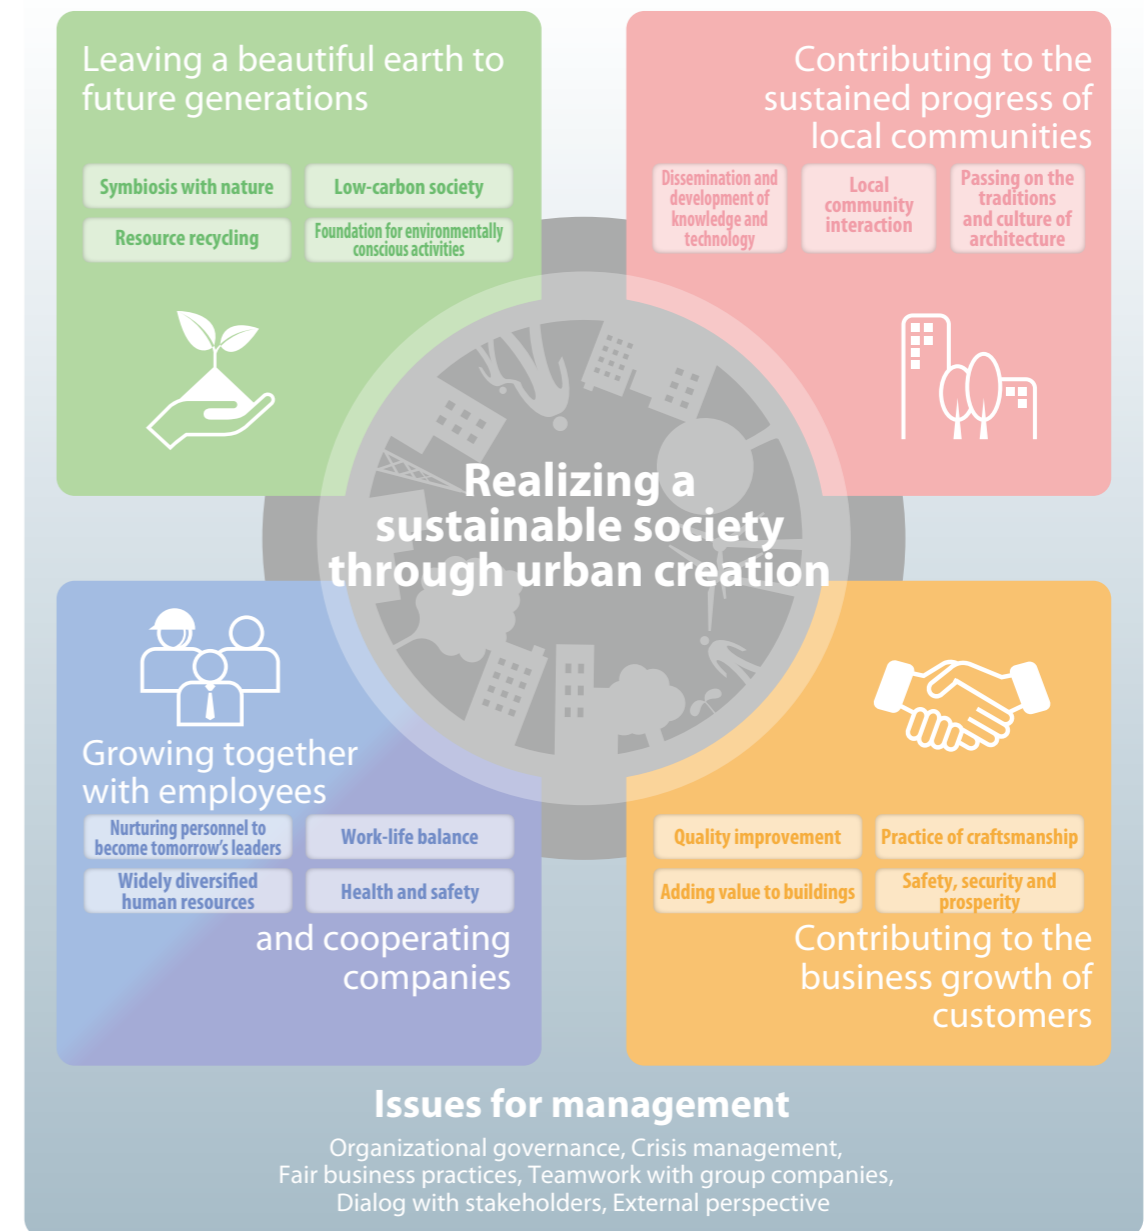 Leaving a beautiful earth to
future generations
Symbiosis with nature
Low-carbon society
Resource recycling
Foundation for environmentally
conscious activities
Contributing to the
sustained progress of
local communities
Dissemination and
development of
knowledge and
technology
Local
community
interaction
Passing on the
traditions
and culture of
architecture
Realizing a
sustainable society
through urban creation
Growing together
with employees
Nurturing personnel to
become tomorrow's leaders
Work-life balance
Widely diversified
human resources
Health and safety
and cooperating
companies
Quality improvement
Practice of craftsmanship
Adding value to buildings
Safety, security and
prosperity
Contributing to the
business growth of
customers
Issues for management
Organizational governance, Crisis management,
Fair business practices, Teamwork with group companies,
Dialog with stakeholders, External perspective